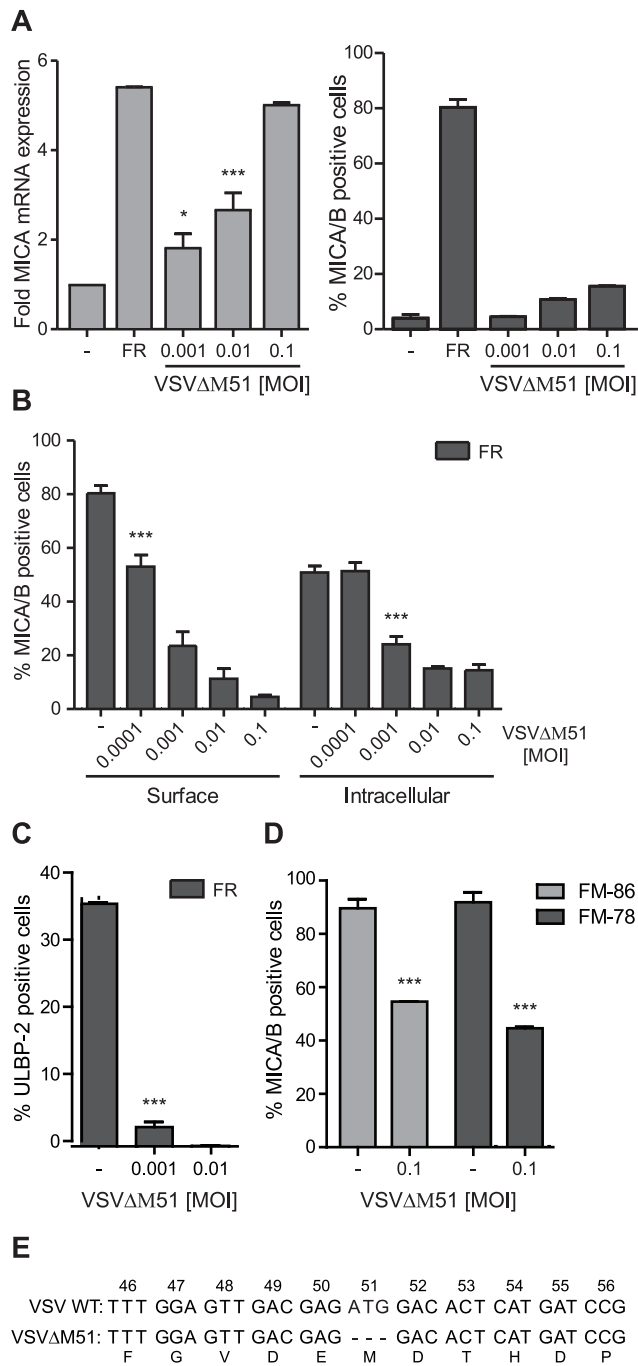 A
Fold MICA mRNA expression
6
4
2
0
*
***
- FR 0.001 0.01 0.1
VSVΔM51 [MOI]
% MICA/B positive cells
100
80
60
40
20
0
- FR 0.001 0.01 0.1
VSVΔM51 [MOI]
B
% MICA/B positive cells
100
80
60
40
20
0
FR
***
***
- 0.0001 0.001 0.01 0.1 - 0.0001 0.001 0.01 0.1
VSVΔM51
[MOI]
Surface Intracellular
C
% ULBP-2 positive cells
40
30
20
10
0
FR
***
- 0.001 0.01
VSVΔM51 [MOI]
D
% MICA/B positive cells
100
80
60
40
20
0
FM-86
FM-78
***
***
- 0.1 - 0.1
VSVΔM51 [MOI]
E
46 47 48 49 50 51 52 53 54 55 56
VSV WT: TTT GGA GTT GAC GAG ATG GAC ACT CAT GAT CCG
VSVΔM51: TTT GGA GTT GAC GAG - - - GAC ACT CAT GAT CCG
F G V D E M D T H D P